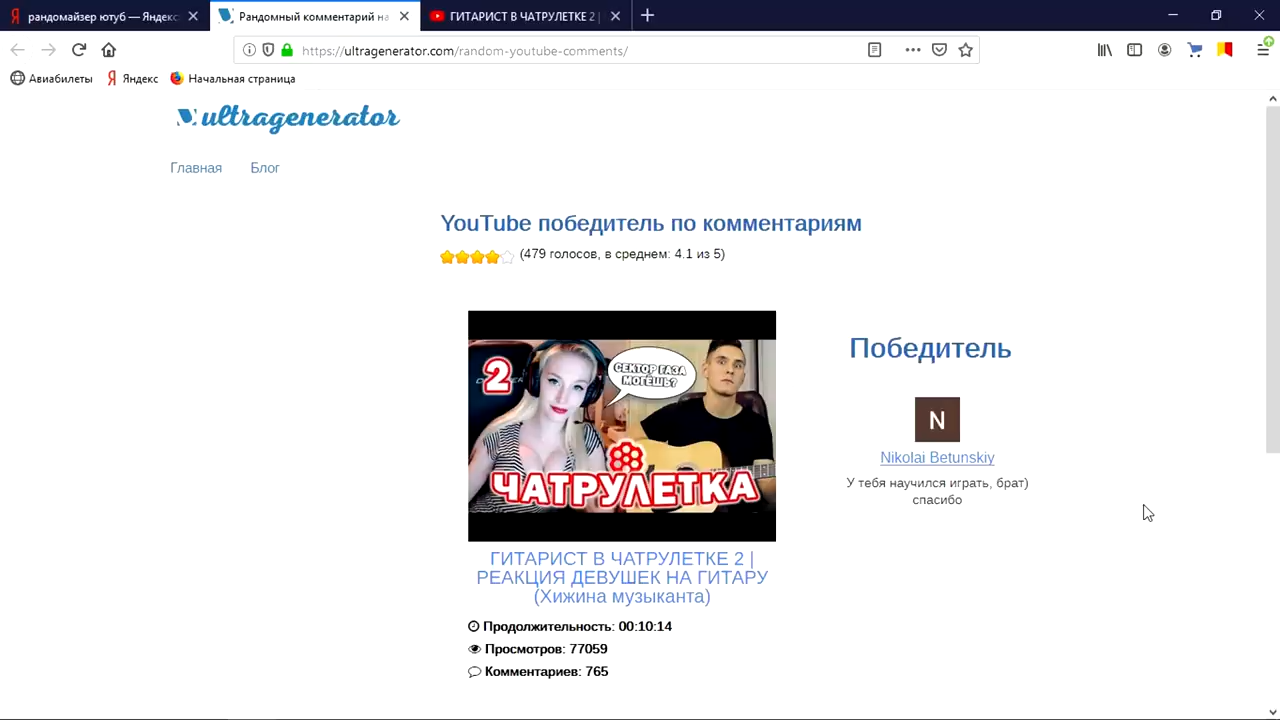 рандомайзер ютуб — Яндекс
Рандомный комментарий на
ГИТАРИСТ В ЧАТРУЛЕТКЕ 2 |
https://ultragenerator.com/random-youtube-comments/
Авиабилеты
Яндекс
Начальная страница
ultragenerator
Главная
Блог
YouTube победитель по комментариям
(479 голосов, в среднем: 4.1 из 5)
2
СЕКТОР ГАЗА
МОГЁШЬ?
ЧАТРУЛЕТКА
Победитель
N
Nikolai Betunskiy
У тебя научился играть, брат)
спасибо
ГИТАРИСТ В ЧАТРУЛЕТКЕ 2 |
РЕАКЦИЯ ДЕВУШЕК НА ГИТАРУ
(Хижина музыканта)
Продолжительность: 00:10:14
Просмотров: 77059
Комментариев: 765